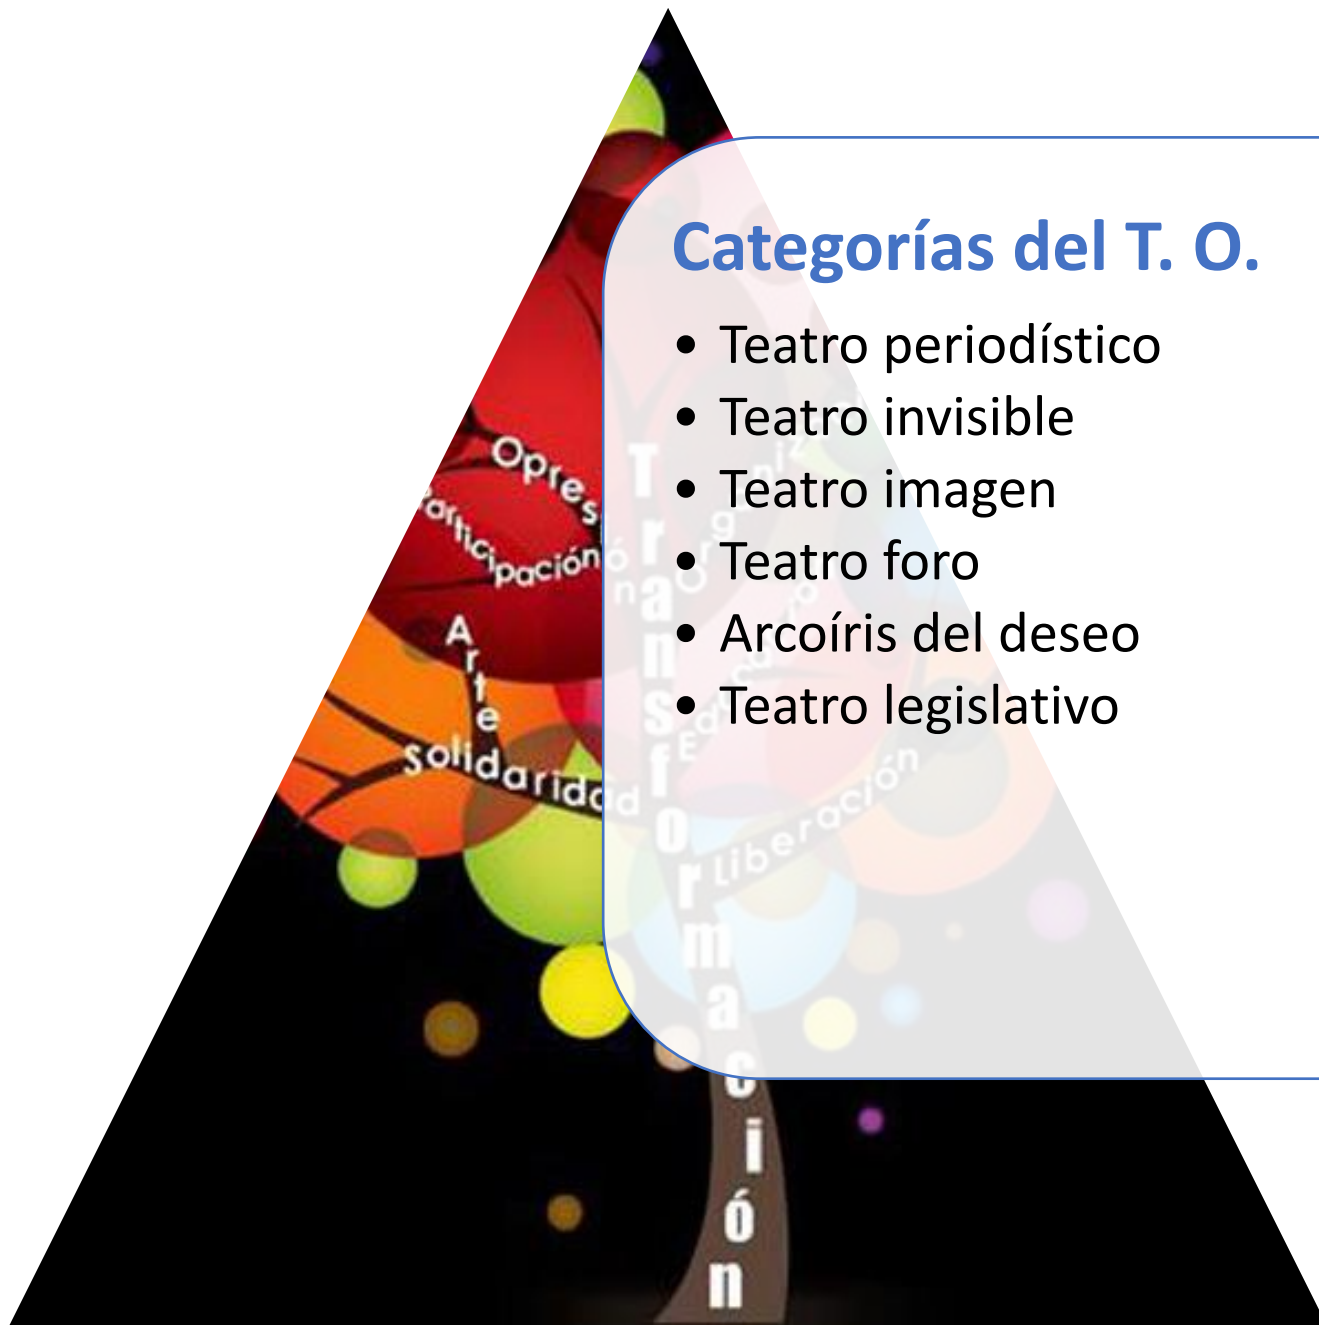 Categorías del T. O.
• Teatro periodístico
• Teatro invisible
• Teatro imagen
• Teatro foro
• Arcoíris del deseo
• Teatro legislativo
Participación
Arte
Solidaridad
Transformación
Liberación